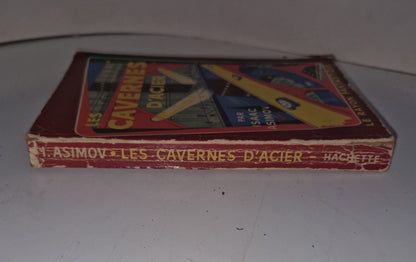 LES
CAVERNES
D'ACIER
PAR
ISAAC
ASIMOV
ASIMOV • LES CAVERNES D'ACIER – HACHETTE